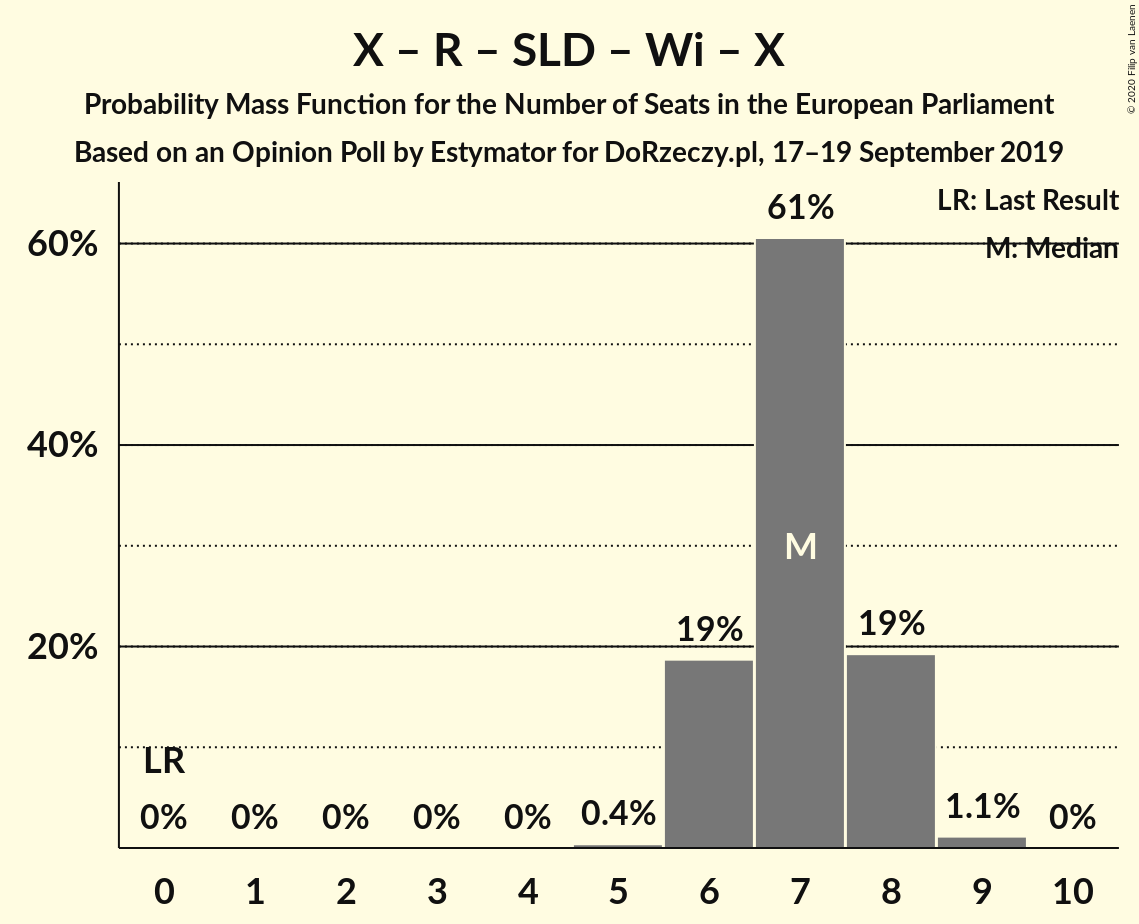 X – R – SLD – Wi – X
Probability Mass Function for the Number of Seats in the European Parliament
Based on an Opinion Poll by Estymator for DoRzeczy.pl, 17–19 September 2019
© 2020 Filip van Laenen
LR: Last Result
M: Median
60%
40%
20%
61%
M
19%
19%
LR
0%
0%
0%
0%
0%
0.4%
1.1%
0%
0 1 2 3 4 5 6 7 8 9 10